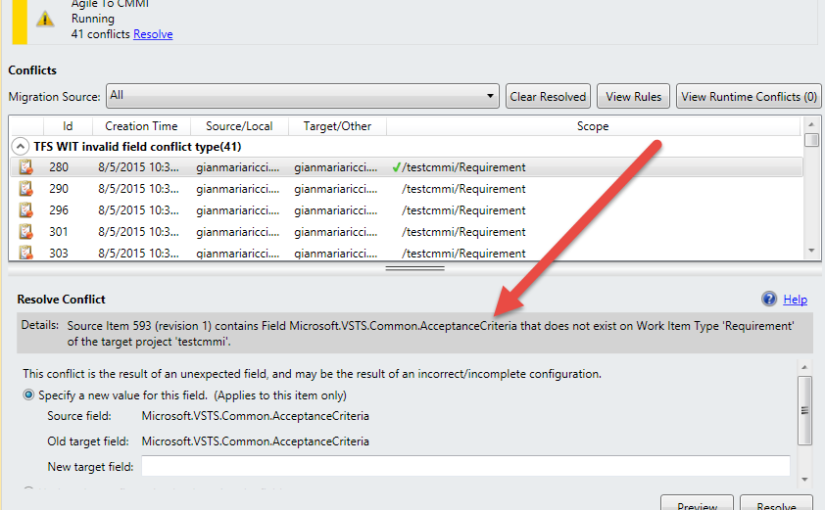 Agile To CMMI
Running
41 conflicts Resolve
Conflicts
Migration Source: All Clear Resolved View Rules View Runtime Conflicts (0)
Id Creation Time Source/Local Target/Other Scope
TFS WIT invalid field conflict type(41)
280 8/5/2015 10:3... gianmariaricci.... gianmariaricci.... /testcmmi/Requirement
290 8/5/2015 10:3... gianmariaricci.... gianmariaricci.... /testcmmi/Requirement
296 8/5/2015 10:3... gianmariaricci.... gianmariaricci.... /testcmmi/Requirement
301 8/5/2015 10:3... gianmariaricci.... gianmariaricci.... /testcmmi/Requirement
303 8/5/2015 10:3... gianmariaricci.... gianmariaricci.... /testcmmi/Requirement
Resolve Conflict Help
Details: Source Item 593 (revision 1) contains Field Microsoft.VSTS.Common.AcceptanceCriteria that does not exist on Work Item Type 'Requirement'
of the target project 'testcmmi'.
This conflict is the result of an unexpected field, and may be the result of an incorrect/incomplete configuration.
Specify a new value for this field. (Applies to this item only)
Source field: Microsoft.VSTS.Common.AcceptanceCriteria
Old target field: Microsoft.VSTS.Common.AcceptanceCriteria
New target field:
Preview Resolve